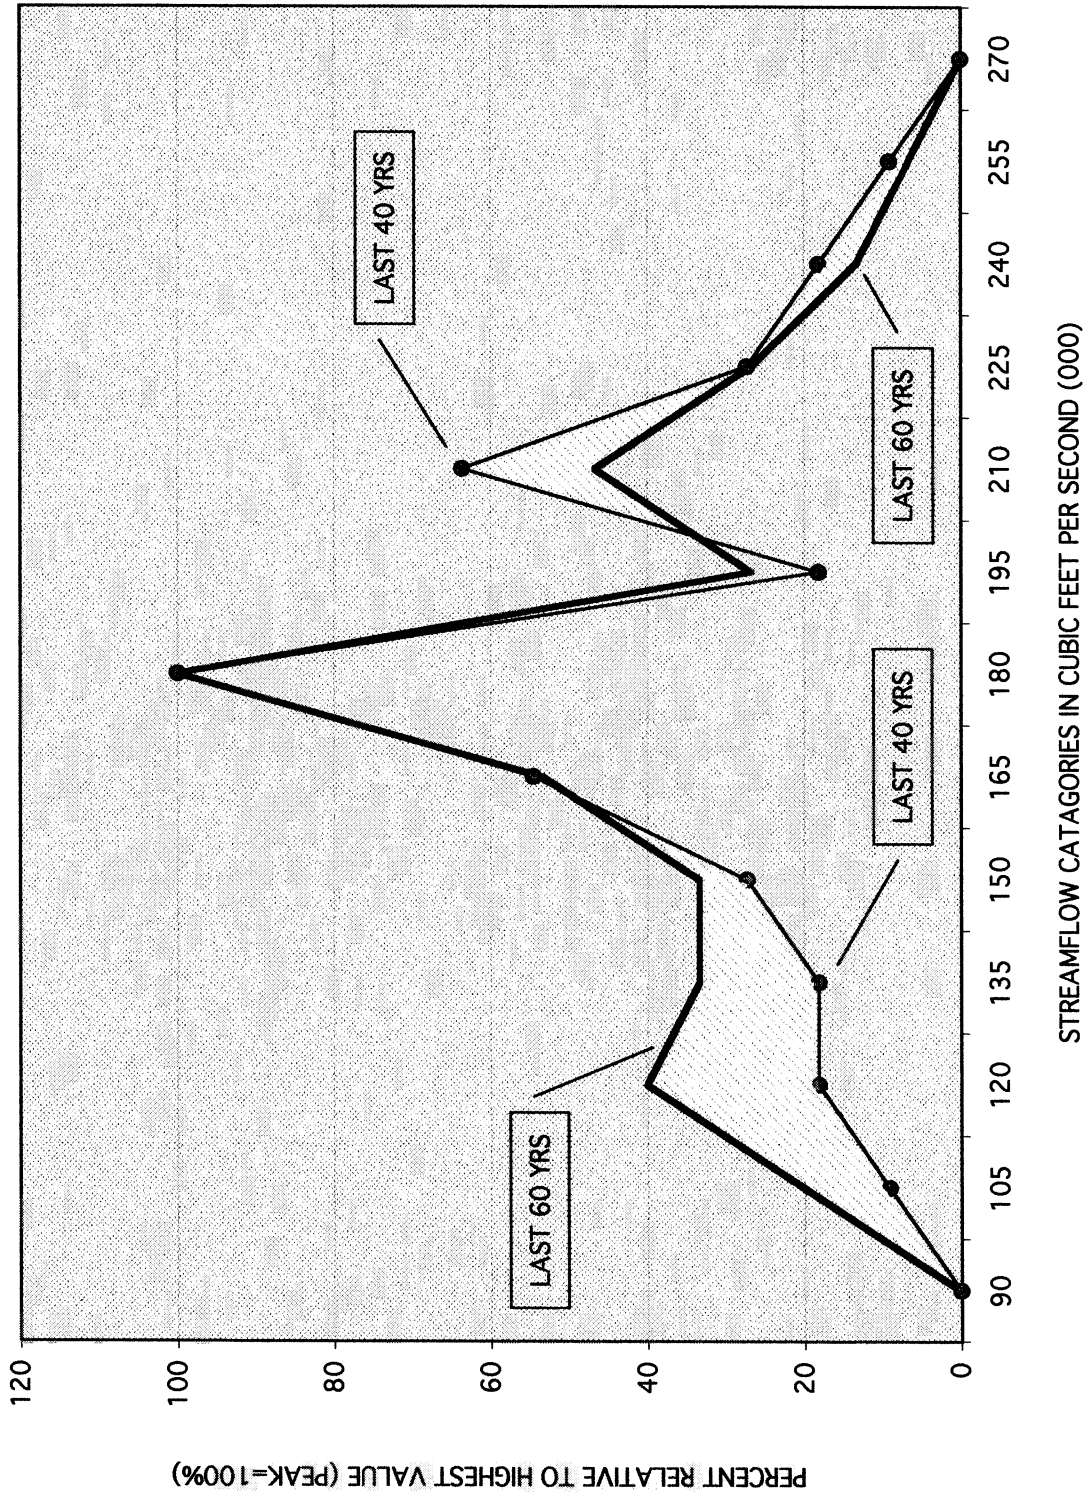 PERCENT RELATIVE TO HIGHEST VALUE (PEAK=100%)
120
100
80
60
40
20
0
LAST 60 YRS
LAST 40 YRS
LAST 40 YRS
LAST 60 YRS
90 105 120 135 150 165 180 195 210 225 240 255 270
STREAMFLOW CATAGORIES IN CUBIC FEET PER SECOND (000)